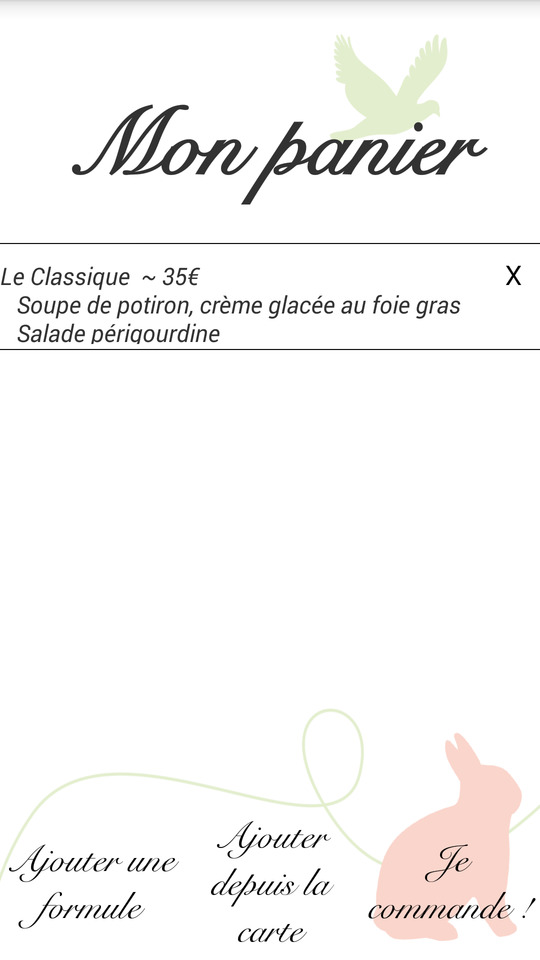 Mon panier
Le Classique ~ 35€ X
Soupe de potiron, crème glacée au foie gras
Salade périgourdine
Ajouter une
formule
Ajouter
depuis la
carte
Je
commande !